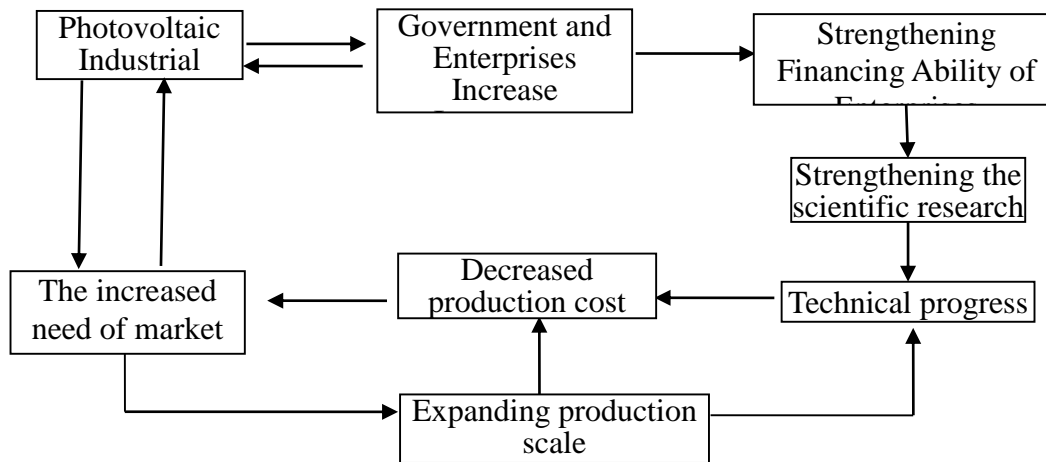 Photovoltaic
Industrial
Government and
Enterprises
Increase
Strengthening
Financing Ability of
Enterprises
Strengthening the
scientific research
Technical progress
Decreased
production cost
The increased
need of market
Expanding production
scale